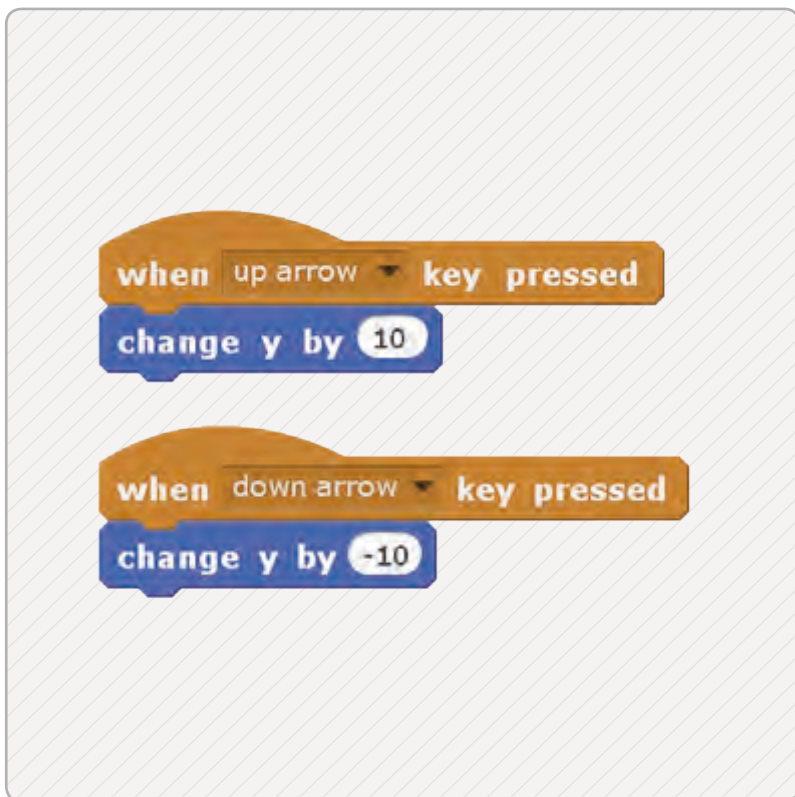 when up arrow key pressed
change y by 10
when down arrow key pressed
change y by -10